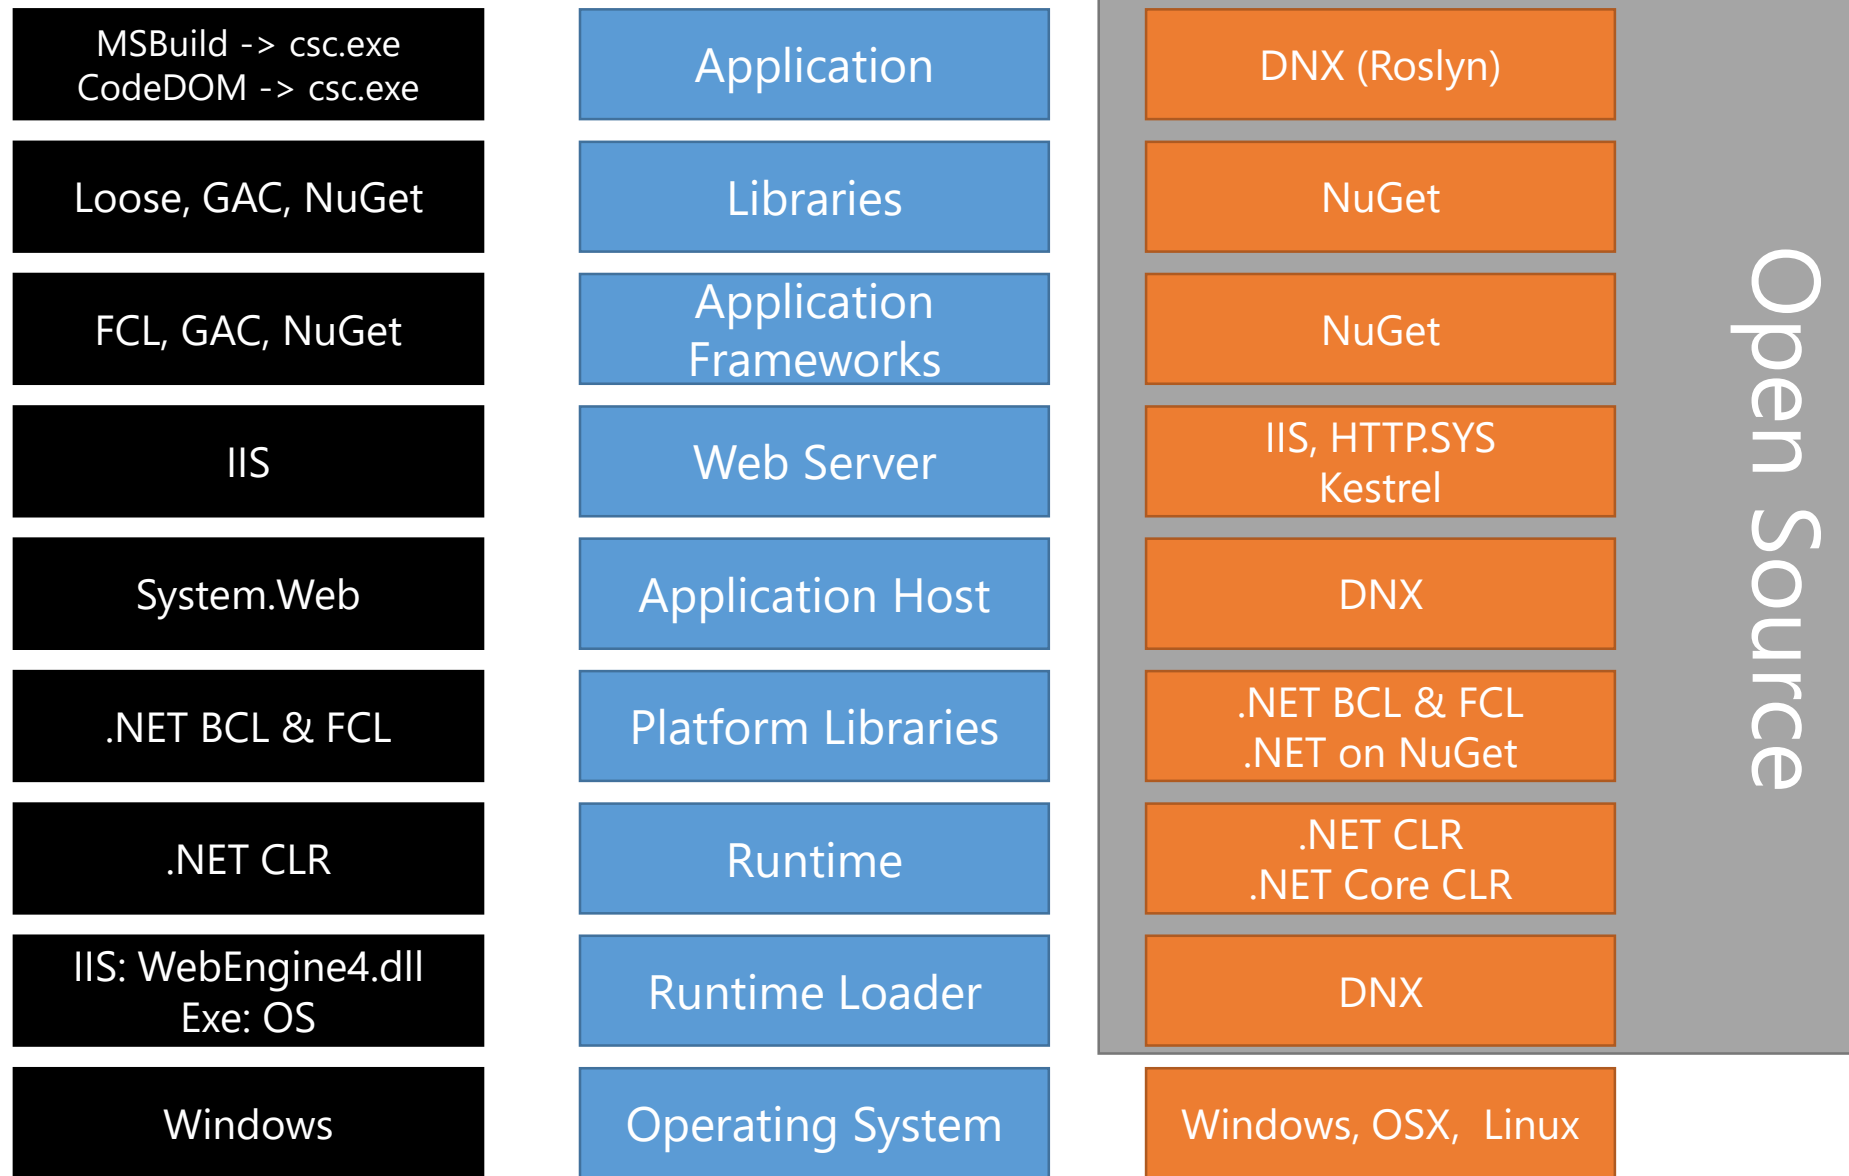 MSBuild -> csc.exe
CodeDOM -> csc.exe
Application
DNX (Roslyn)
Loose, GAC, NuGet
Libraries
NuGet
FCL, GAC, NuGet
Application
Frameworks
NuGet
IIS
Web Server
IIS, HTTP.SYS
Kestrel
System.Web
Application Host
DNX
.NET BCL & FCL
Platform Libraries
.NET BCL & FCL
.NET on NuGet
.NET CLR
Runtime
.NET CLR
.NET Core CLR
IIS: WebEngine4.dll
Exe: OS
Runtime Loader
DNX
Windows
Operating System
Windows, OSX, Linux
Open Source